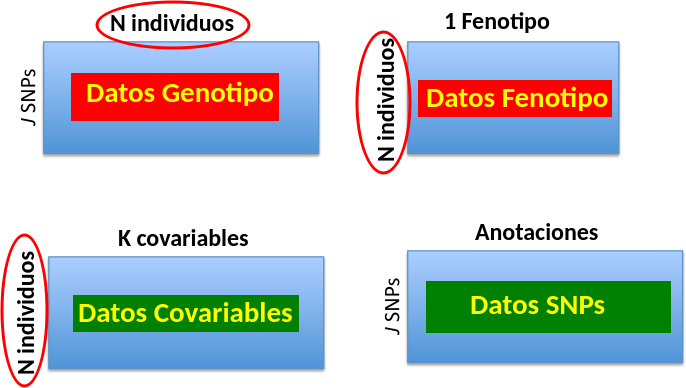 N individuos
J SNPs
Datos Genotipo
1 Fenotipo
N individuos
Datos Fenotipo
K covariables
N individuos
Datos Covariables
Anotaciones
J SNPs
Datos SNPs